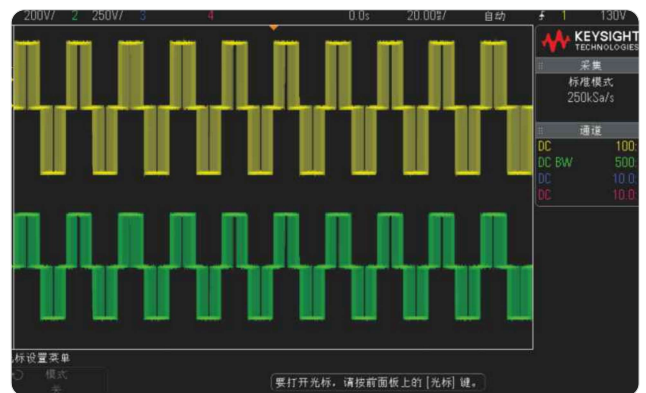 200V/ 2 250V/ 3 4 0.0s 20.00㎳/ 自动 1 130V
KEYSIGHT
TECHNOLOGIES
采集
标准模式
250kSa/s
通道
DC 100:
DC BW 500:
DC 10.0:
DC 10.0:
标设置菜单
模式
要打开光标，请按前面板上的 [光标] 键。